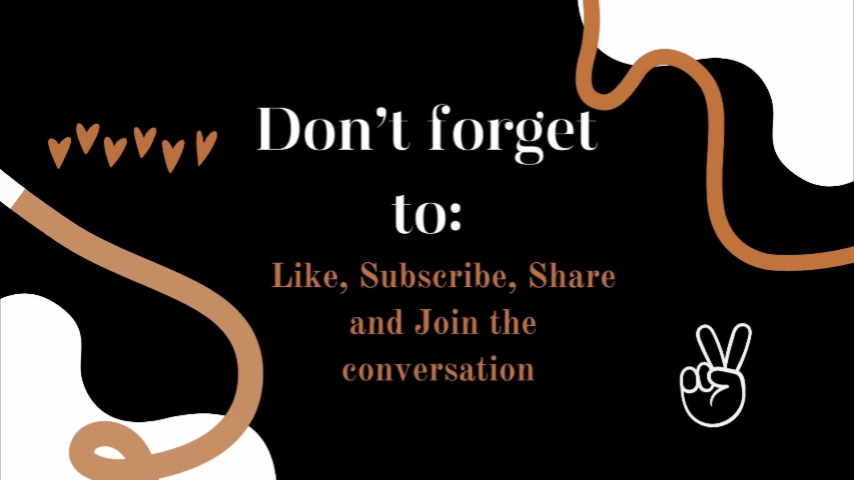 Don't forget
to:
Like, Subscribe, Share
and Join the
conversation